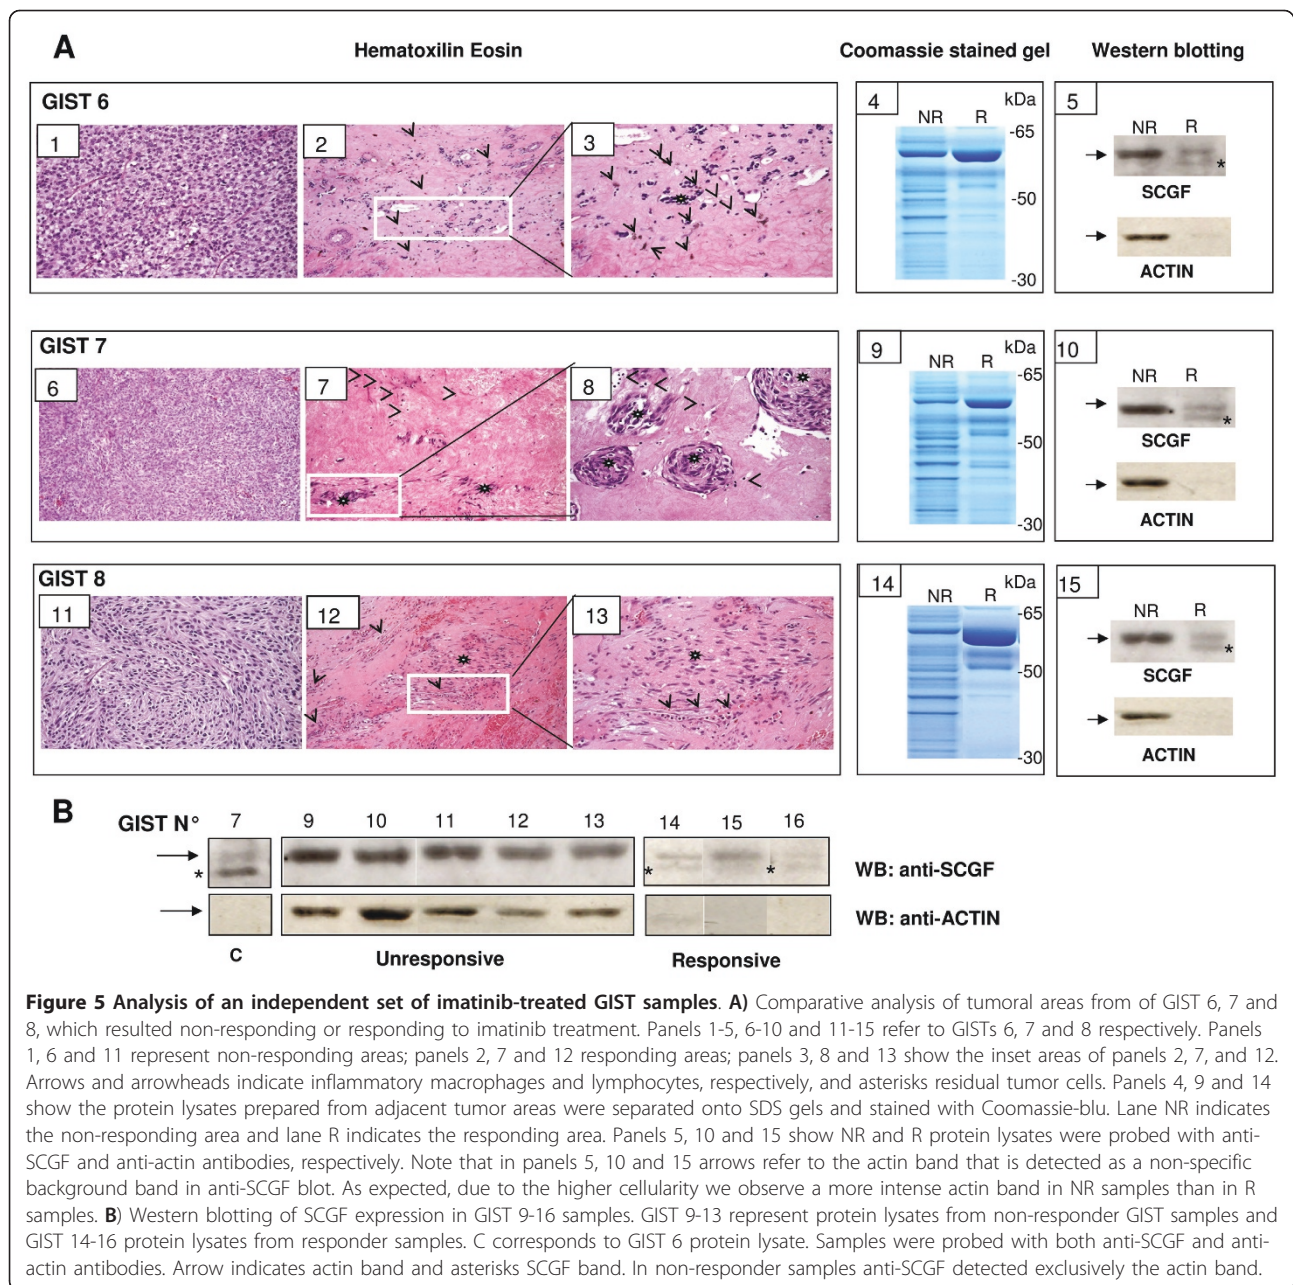 A
Hematoxilin Eosin
Coomassie stained gel
Western blotting
GIST 6
1
2
3
4
NR R
kDa
-65
-50
-30
5
NR R
*
SCGF
ACTIN
GIST 7
6
7
8
9
NR R
kDa
-65
-50
-30
10
NR R
*
SCGF
ACTIN
GIST 8
11
12
13
14
NR R
kDa
-65
-50
-30
15
NR R
*
SCGF
ACTIN
B
GIST N° 7 9 10 11 12 13 14 15 16
* * *
WB: anti-SCGF
WB: anti-ACTIN
C Unresponsive Responsive
Figure 5 Analysis of an independent set of imatinib-treated GIST samples. A) Comparative analysis of tumoral areas from of GIST 6, 7 and
8, which resulted non-responding or responding to imatinib treatment. Panels 1-5, 6-10 and 11-15 refer to GISTs 6, 7 and 8 respectively. Panels
1, 6 and 11 represent non-responding areas; panels 2, 7 and 12 responding areas; panels 3, 8 and 13 show the inset areas of panels 2, 7, and 12.
Arrows and arrowheads indicate inflammatory macrophages and lymphocytes, respectively, and asterisks residual tumor cells. Panels 4, 9 and 14
show the protein lysates prepared from adjacent tumor areas were separated onto SDS gels and stained with Coomassie-blu. Lane NR indicates
the non-responding area and lane R indicates the responding area. Panels 5, 10 and 15 show NR and R protein lysates were probed with anti-
SCGF and anti-actin antibodies, respectively. Note that in panels 5, 10 and 15 arrows refer to the actin band that is detected as a non-specific
background band in anti-SCGF blot. As expected, due to the higher cellularity we observe a more intense actin band in NR samples than in R
samples. B) Western blotting of SCGF expression in GIST 9-16 samples. GIST 9-13 represent protein lysates from non-responder GIST samples and
GIST 14-16 protein lysates from responder samples. C corresponds to GIST 6 protein lysate. Samples were probed with both anti-SCGF and anti-
actin antibodies. Arrow indicates actin band and asterisks SCGF band. In non-responder samples anti-SCGF detected exclusively the actin band.